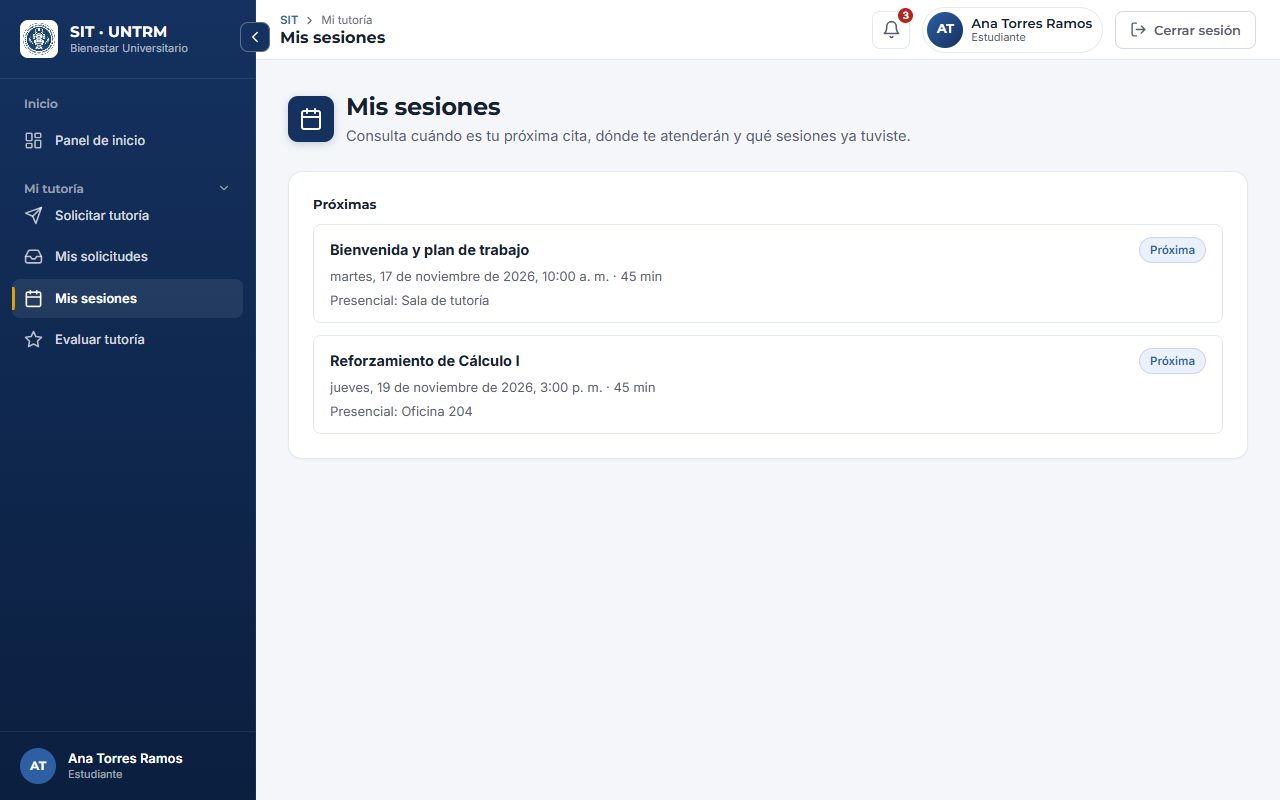 SIT · UNTRM
Bienestar Universitario
Inicio
Panel de inicio
Mi tutoría
Solicitar tutoría
Mis solicitudes
Mis sesiones
Evaluar tutoría
Ana Torres Ramos
Estudiante
SIT > Mi tutoría
Mis sesiones
3
AT
Ana Torres Ramos
Estudiante
Cerrar sesión
Mis sesiones
Consulta cuándo es tu próxima cita, dónde te atenderán y qué sesiones ya tuviste.
Próximas
Bienvenida y plan de trabajo
Próxima
martes, 17 de noviembre de 2026, 10:00 a. m. · 45 min
Presencial: Sala de tutoría
Reforzamiento de Cálculo I
Próxima
jueves, 19 de noviembre de 2026, 3:00 p. m. · 45 min
Presencial: Oficina 204
AT